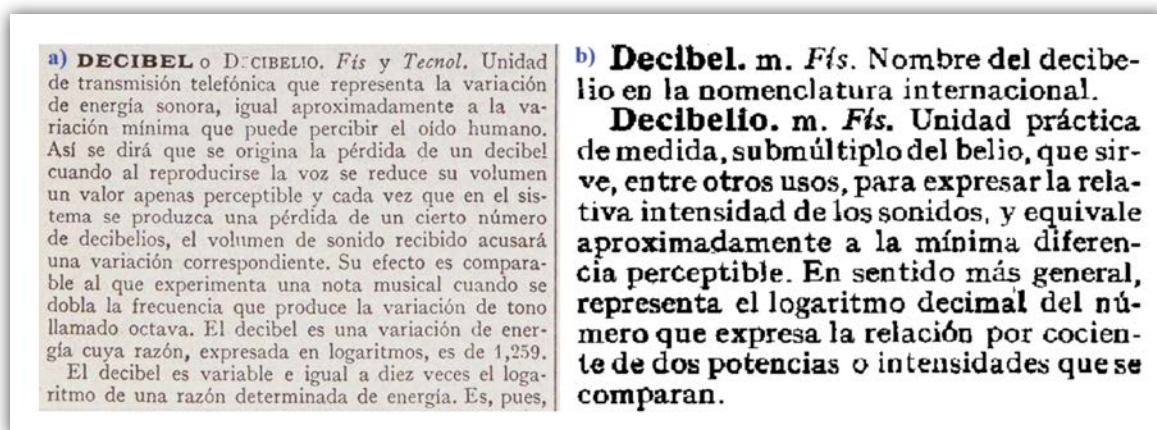 a) DECIBEL o D:CIBELIO. Fís y Tecnol. Unidad
de transmisión telefónica que representa la variación
de energía sonora, igual aproximadamente a la va-
riación mínima que puede percibir el oído humano.
Así se dirá que se origina la pérdida de un decibel
cuando al reproducirse la voz se reduce su volumen
un valor apenas perceptible y cada vez que en el sis-
tema se produzca una pérdida de un cierto número
de decibelios, el volumen de sonido recibido acusará
una variación correspondiente. Su efecto es compara-
ble al que experimenta una nota musical cuando se
dobla la frecuencia que produce la variación de tono
llamado octava. El decibel es una variación de ener-
gía cuya razón, expresada en logaritmos, es de 1,259.
El decibel es variable e igual a diez veces el loga-
ritmo de una razón determinada de energía. Es, pues,
b) Decibel. m. Fís. Nombre del decibe-
lio en la nomenclatura internacional.
Decibelio. m. Fís. Unidad práctica
de medida, submúltiplo del belio, que sir-
ve, entre otros usos, para expresar la rela-
tiva intensidad de los sonidos, y equivale
aproximadamente a la mínima diferen-
cia perceptible. En sentido más general,
representa el logaritmo decimal del nú-
mero que expresa la relación por cocien-
te de dos potencias o intensidades que se
comparan.